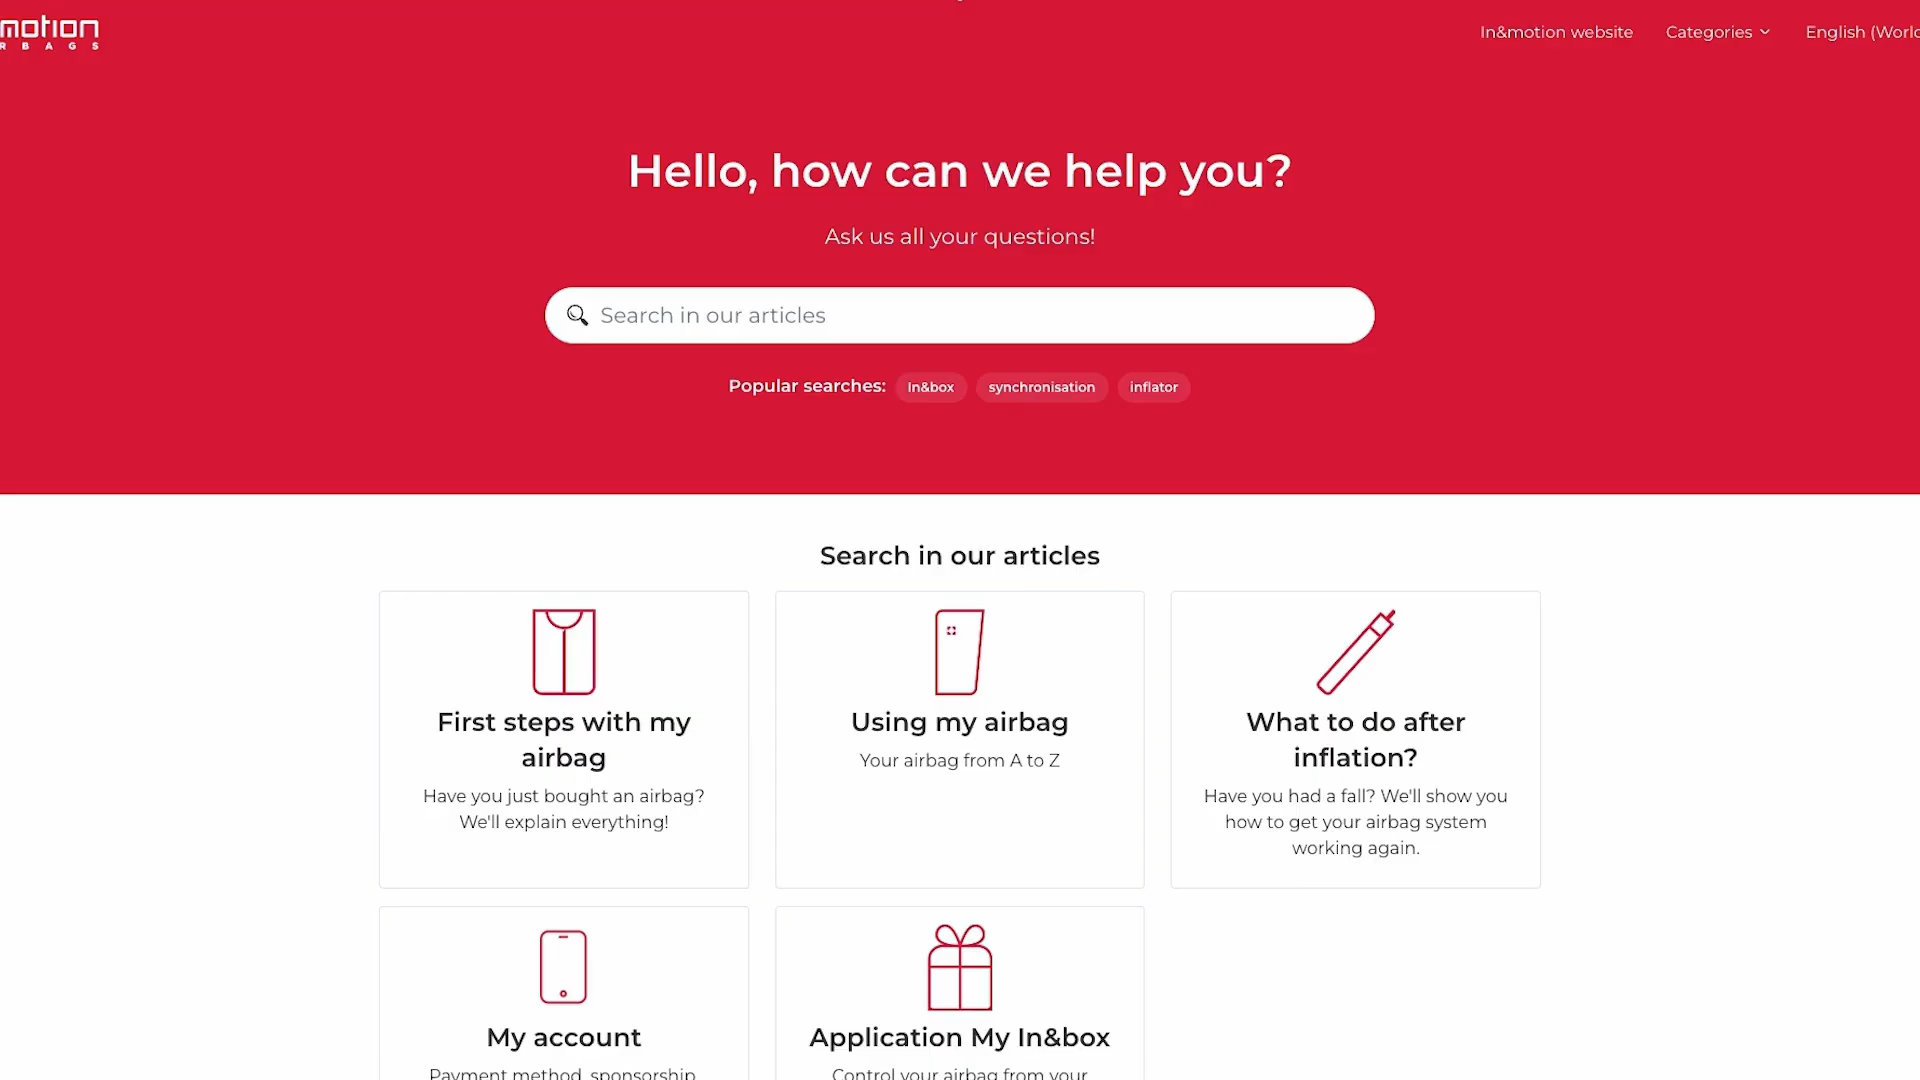 motion
R B A G S
In&motion website
Categories
English (World
Hello, how can we help you?
Ask us all your questions!
Search in our articles
Popular searches:
In&box
synchronisation
inflator
Search in our articles
First steps with my
airbag
Have you just bought an airbag?
We'll explain everything!
Using my airbag
Your airbag from A to Z
What to do after
inflation?
Have you had a fall? We'll show you
how to get your airbag system
working again.
My account
Payment method, sponsorship
Application My In&box
Control your airbag from your